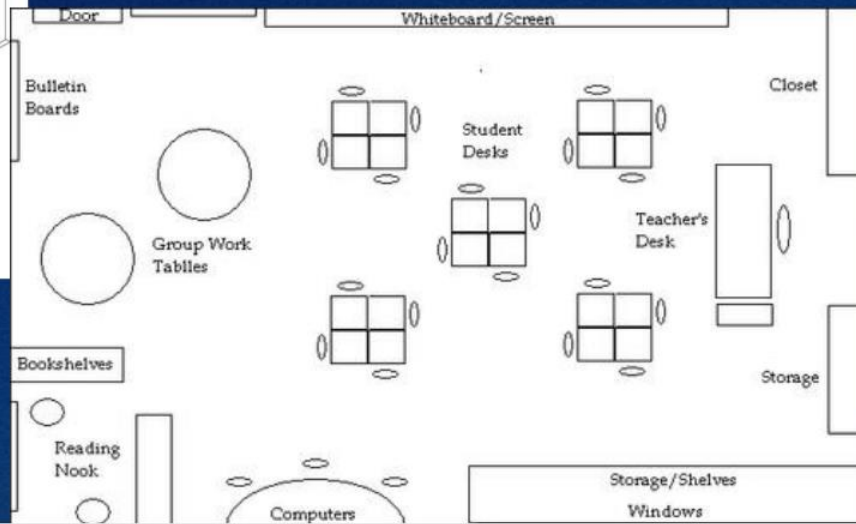 Door
Whiteboard/Screen
Bulletin
Boards
Closet
Student
Desks
Teacher's
Desk
Group Work
Tablles
Bookshelves
Storage
Reading
Nook
Storage/Shelves
Computers
Windows